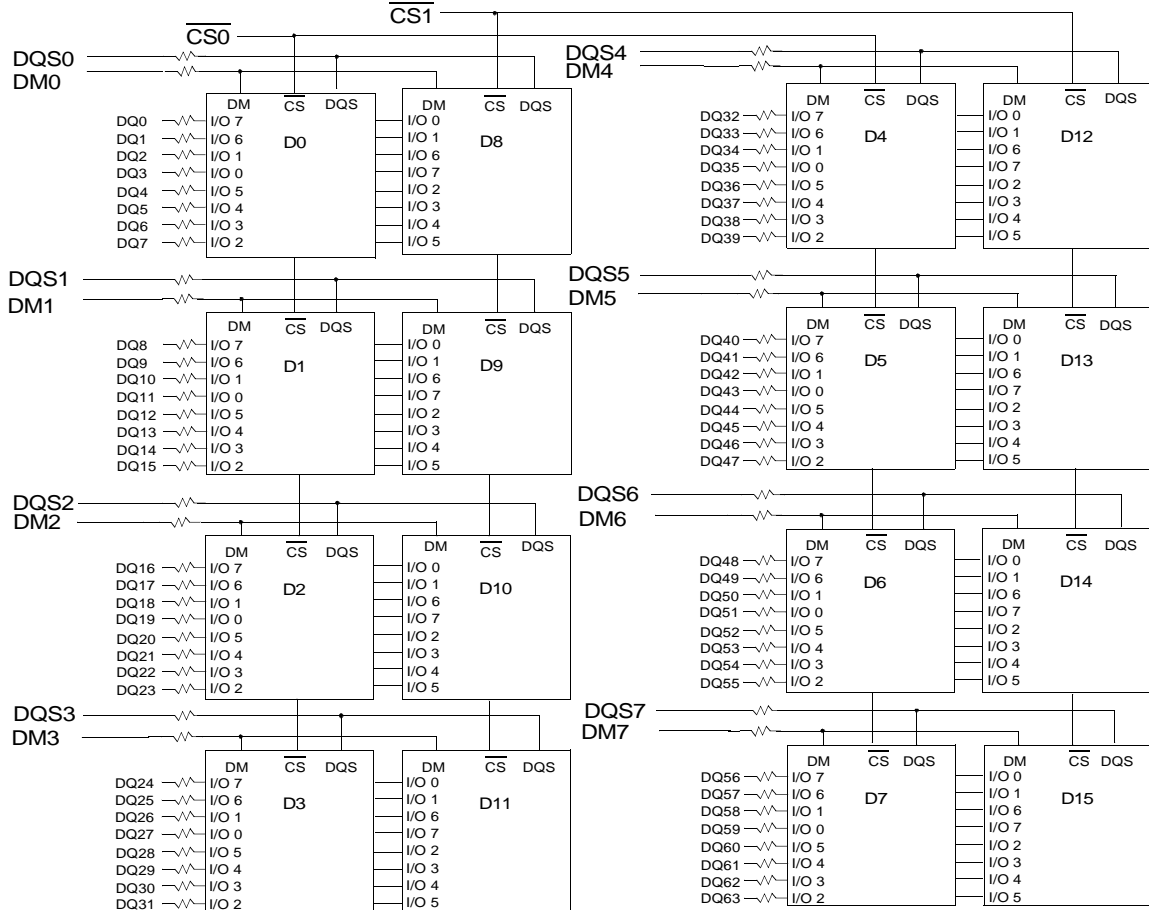 CS1
CS0
DQS0
DM0
DM CS DQS
D0
DQ0 I/O 7
DQ1 I/O 6
DQ2 I/O 1
DQ3 I/O 0
DQ4 I/O 5
DQ5 I/O 4
DQ6 I/O 3
DQ7 I/O 2
DM CS DQS
D8
I/O 0
I/O 1
I/O 6
I/O 7
I/O 2
I/O 3
I/O 4
I/O 5
DQS1
DM1
DM CS DQS
D1
DQ8 I/O 7
DQ9 I/O 6
DQ10 I/O 1
DQ11 I/O 0
DQ12 I/O 5
DQ13 I/O 4
DQ14 I/O 3
DQ15 I/O 2
DM CS DQS
D9
I/O 0
I/O 1
I/O 6
I/O 7
I/O 2
I/O 3
I/O 4
I/O 5
DQS2
DM2
DM CS DQS
D2
DQ16 I/O 7
DQ17 I/O 6
DQ18 I/O 1
DQ19 I/O 0
DQ20 I/O 5
DQ21 I/O 4
DQ22 I/O 3
DQ23 I/O 2
DM CS DQS
D10
I/O 0
I/O 1
I/O 6
I/O 7
I/O 2
I/O 3
I/O 4
I/O 5
DQS3
DM3
DM CS DQS
D3
DQ24 I/O 7
DQ25 I/O 6
DQ26 I/O 1
DQ27 I/O 0
DQ28 I/O 5
DQ29 I/O 4
DQ30 I/O 3
DQ31 I/O 2
DM CS DQS
D11
I/O 0
I/O 1
I/O 6
I/O 7
I/O 2
I/O 3
I/O 4
I/O 5
DQS4
DM4
DM CS DQS
D4
DQ32 I/O 7
DQ33 I/O 6
DQ34 I/O 1
DQ35 I/O 0
DQ36 I/O 5
DQ37 I/O 4
DQ38 I/O 3
DQ39 I/O 2
DM CS DQS
D12
I/O 0
I/O 1
I/O 6
I/O 7
I/O 2
I/O 3
I/O 4
I/O 5
DQS5
DM5
DM CS DQS
D5
DQ40 I/O 7
DQ41 I/O 6
DQ42 I/O 1
DQ43 I/O 0
DQ44 I/O 5
DQ45 I/O 4
DQ46 I/O 3
DQ47 I/O 2
DM CS DQS
D13
I/O 0
I/O 1
I/O 6
I/O 7
I/O 2
I/O 3
I/O 4
I/O 5
DQS6
DM6
DM CS DQS
D6
DQ48 I/O 7
DQ49 I/O 6
DQ50 I/O 1
DQ51 I/O 0
DQ52 I/O 5
DQ53 I/O 4
DQ54 I/O 3
DQ55 I/O 2
DM CS DQS
D14
I/O 0
I/O 1
I/O 6
I/O 7
I/O 2
I/O 3
I/O 4
I/O 5
DQS7
DM7
DM CS DQS
D7
DQ56 I/O 7
DQ57 I/O 6
DQ58 I/O 1
DQ59 I/O 0
DQ60 I/O 5
DQ61 I/O 4
DQ62 I/O 3
DQ63 I/O 2
DM CS DQS
D15
I/O 0
I/O 1
I/O 6
I/O 7
I/O 2
I/O 3
I/O 4
I/O 5